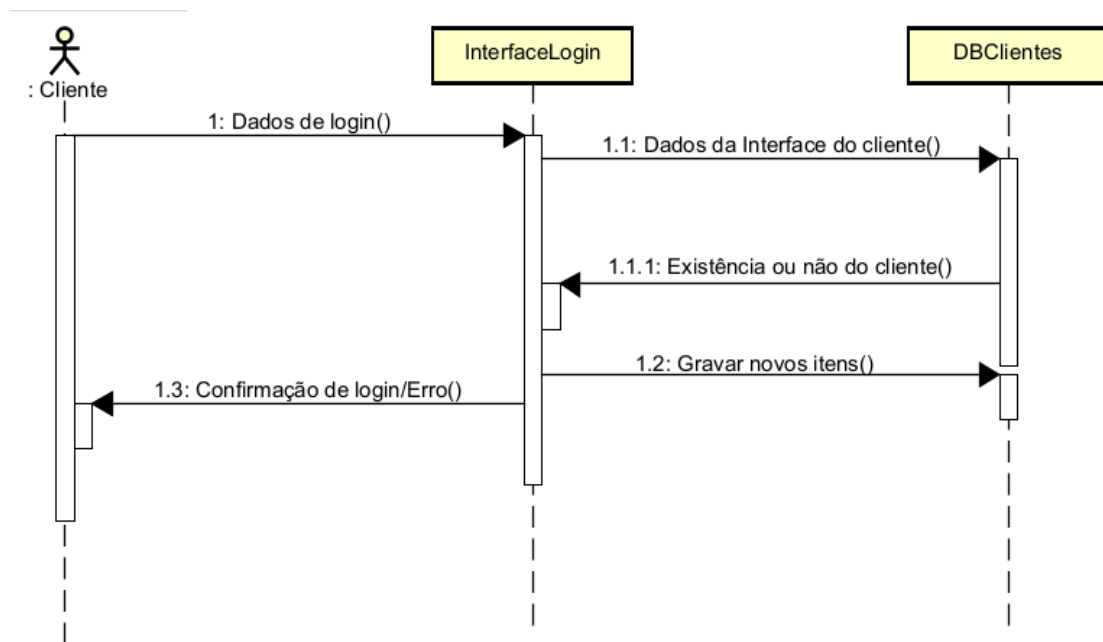 InterfaceLogin
DBClientes
: Cliente
1: Dados de login()
1.1: Dados da Interface do cliente()
1.1.1: Existência ou não do cliente()
1.2: Gravar novos itens()
1.3: Confirmação de login/Erro()